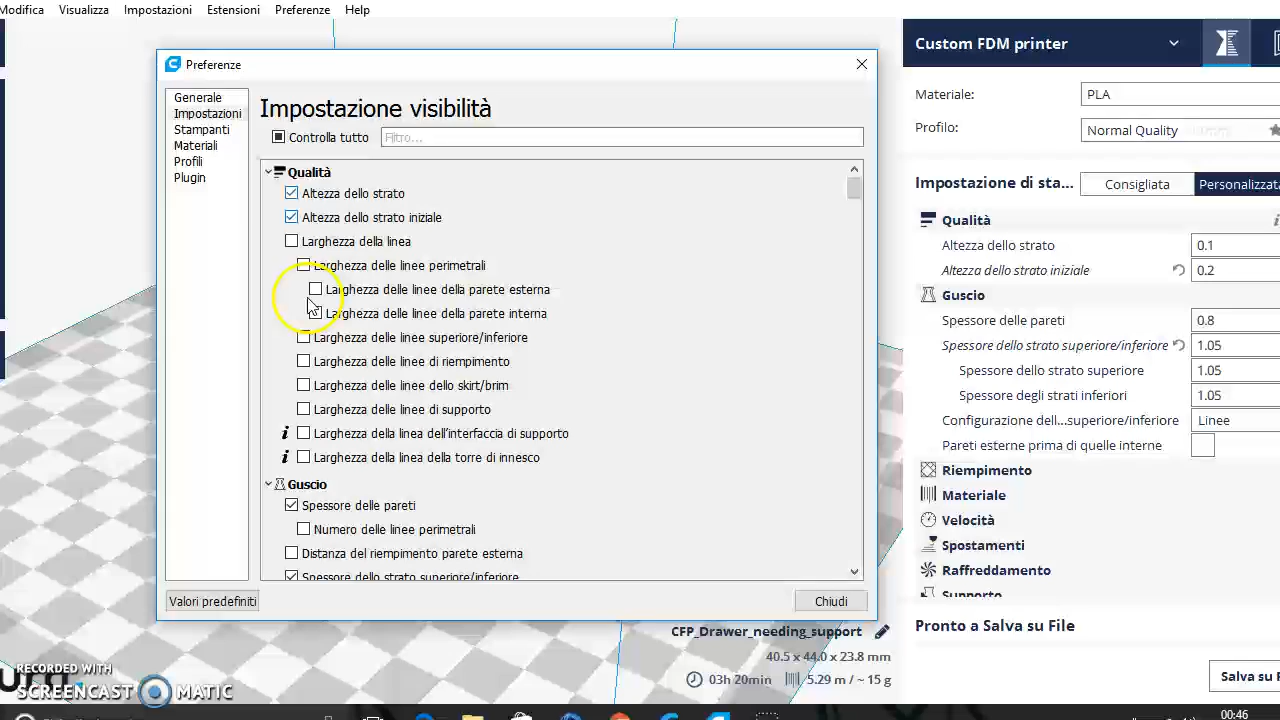 Modifica Visualizza Impostazioni Estensioni Preferenze Help
Preferenze
Generale
Impostazioni
Stampanti
Materiali
Profili
Plugin
Impostazione visibilità
Controlla tutto Filtro...
Qualità
Altezza dello strato
Altezza dello strato iniziale
Larghezza della linea
Larghezza delle linee perimetrali
Larghezza delle linee della parete esterna
Larghezza delle linee della parete interna
Larghezza delle linee superiore/inferiore
Larghezza delle linee di riempimento
Larghezza delle linee dello skirt/brim
Larghezza delle linee di supporto
Larghezza della linea dell'interfaccia di supporto
Larghezza della linea della torre di innesco
Guscio
Spessore delle pareti
Numero delle linee perimetrali
Distanza del riempimento parete esterna
Spessore dello strato superiore/inferiore
Valori predefiniti Chiudi
Custom FDM printer
Materiale: PLA
Profilo: Normal Quality
Impostazione di sta... Consigliata Personalizzata
Qualità
Altezza dello strato 0.1
Altezza dello strato iniziale 0.2
Guscio
Spessore delle pareti 0.8
Spessore dello strato superiore/inferiore 1.05
Spessore dello strato superiore 1.05
Spessore degli strati inferiori 1.05
Configurazione dell...superiore/inferiore Linee
Pareti esterne prima di quelle interne
Riempimento
Materiale
Velocità
Spostamenti
Raffreddamento
Supporto
Pronto a Salva su File
Salva su F
CFP_Drawer_needing_support
40.5 x 44.0 x 23.8 mm
03h 20min 5.29 m / ~ 15 g
RECORDED WITH
SCREENCAST MATIC
00:46